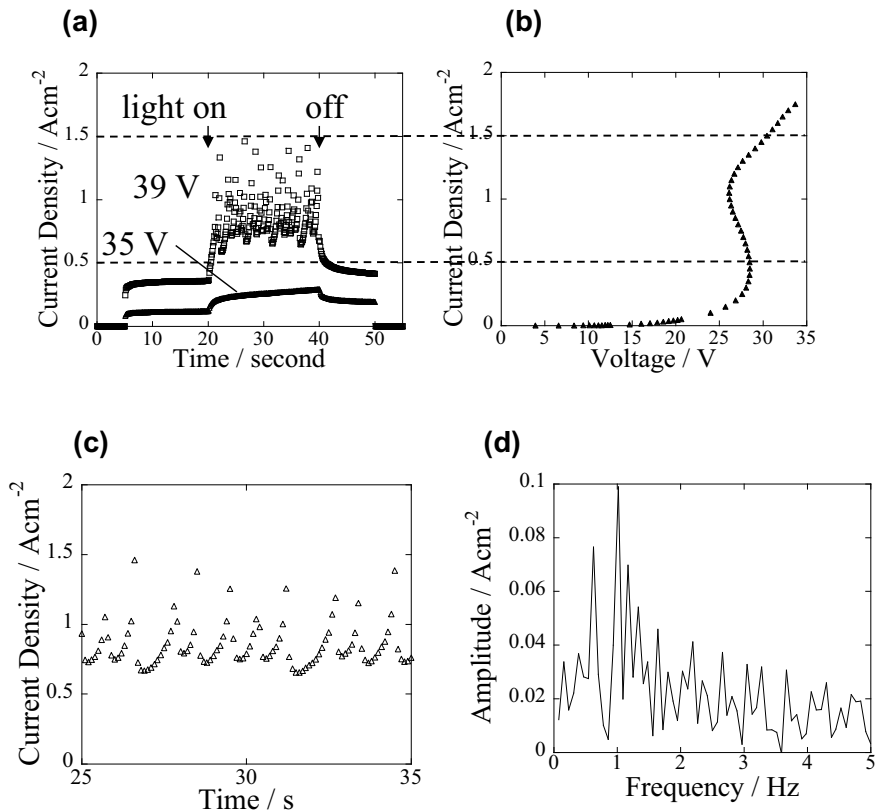 (a)
2
1.5
1
0.5
0
0 10 20 30 40 50
Time / second
Current Density / Acm-2
light on
off
39 V
35 V
(b)
2
1.5
1
0.5
0
0 5 10 15 20 25 30 35
Voltage / V
Current Density / Acm-2
(c)
2
1.5
1
0.5
0
25 30 35
Time / s
Current Density / Acm-2
(d)
0.1
0.08
0.06
0.04
0.02
0
0 1 2 3 4 5
Frequency / Hz
Amplitude / Acm-2